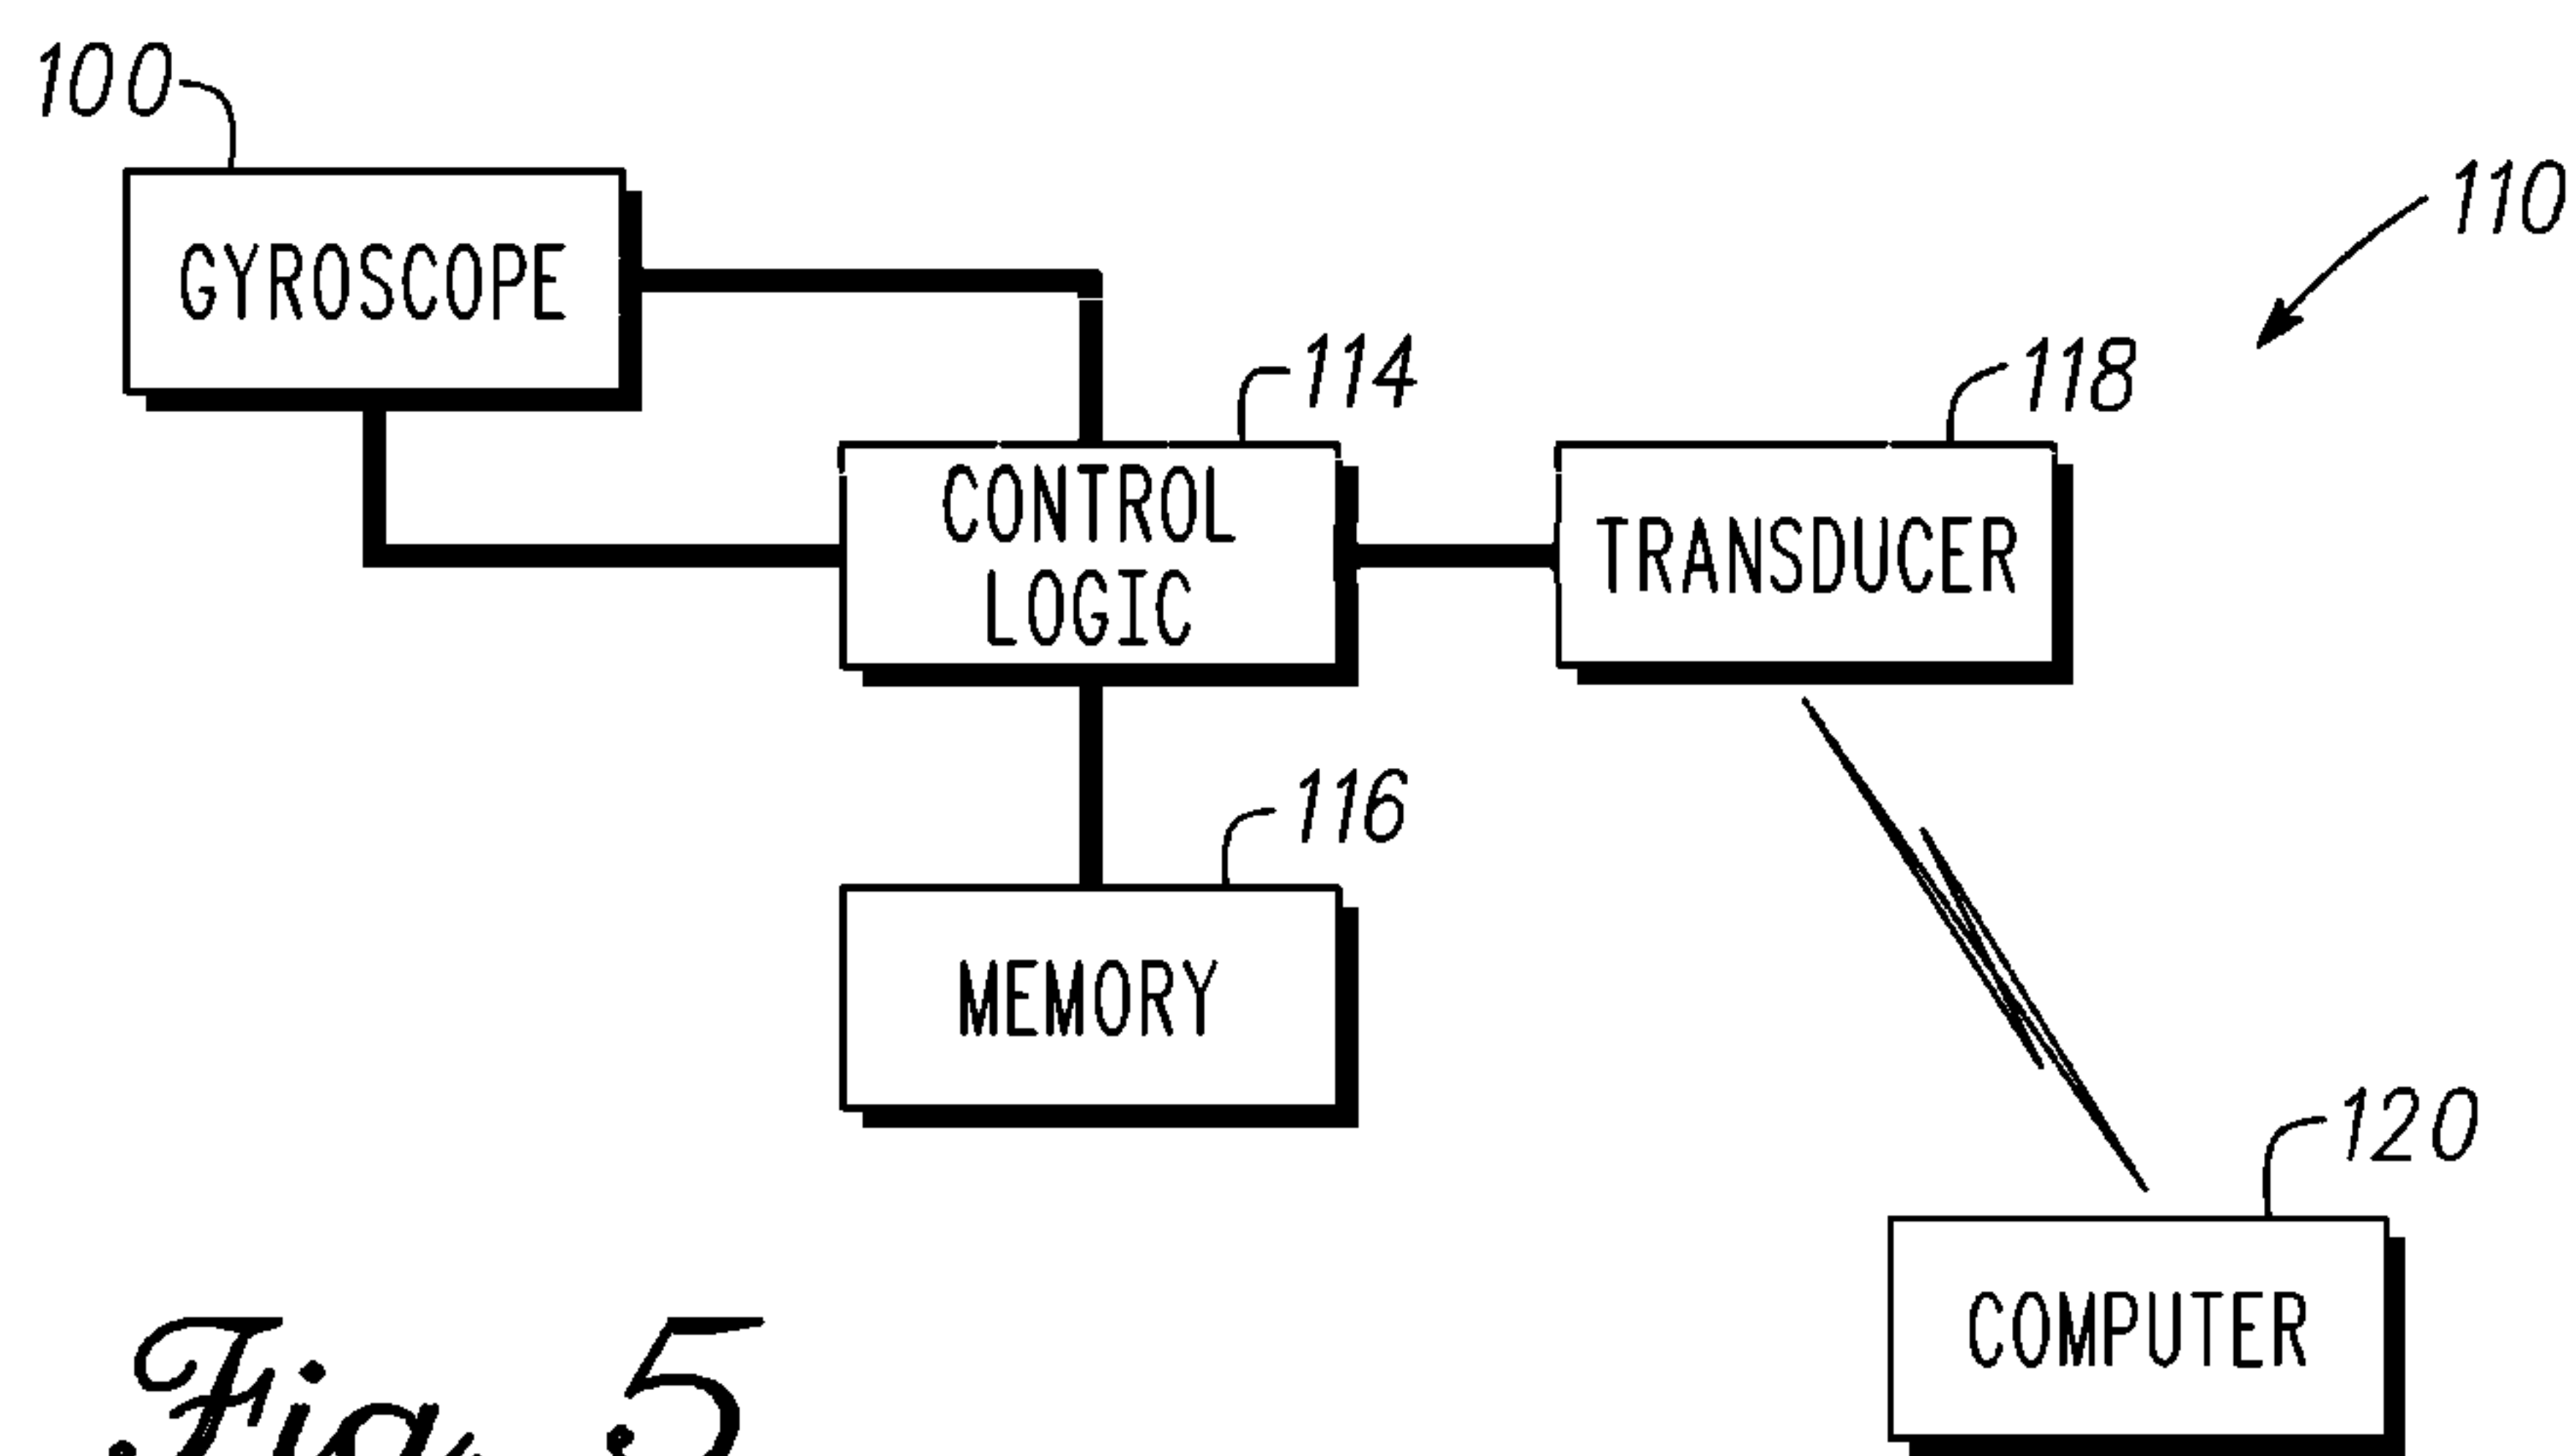 100
110
GYROSCOPE
114
118
CONTROL
LOGIC
TRANSDUCER
116
MEMORY
120
COMPUTER
Fig. 5